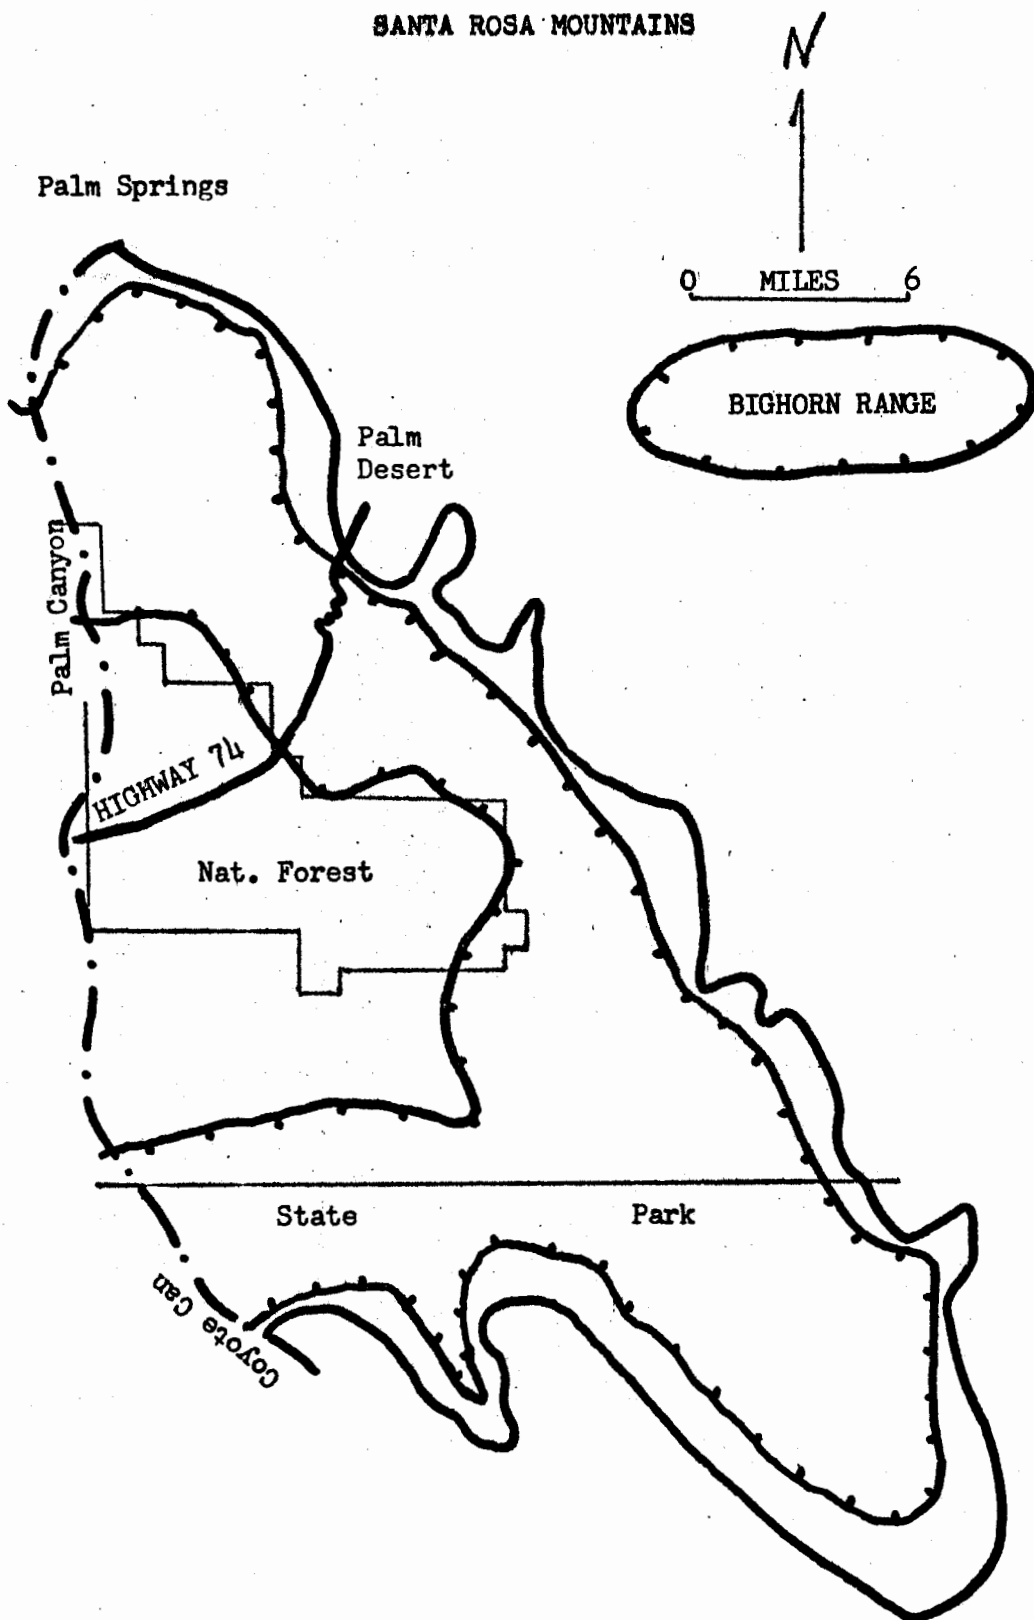 SANTA ROSA MOUNTAINS
N
Palm Springs
0 MILES 6
BIGHORN RANGE
Palm
Desert
Palm Canyon
HIGHWAY 74
Nat. Forest
State Park
Coyote Can